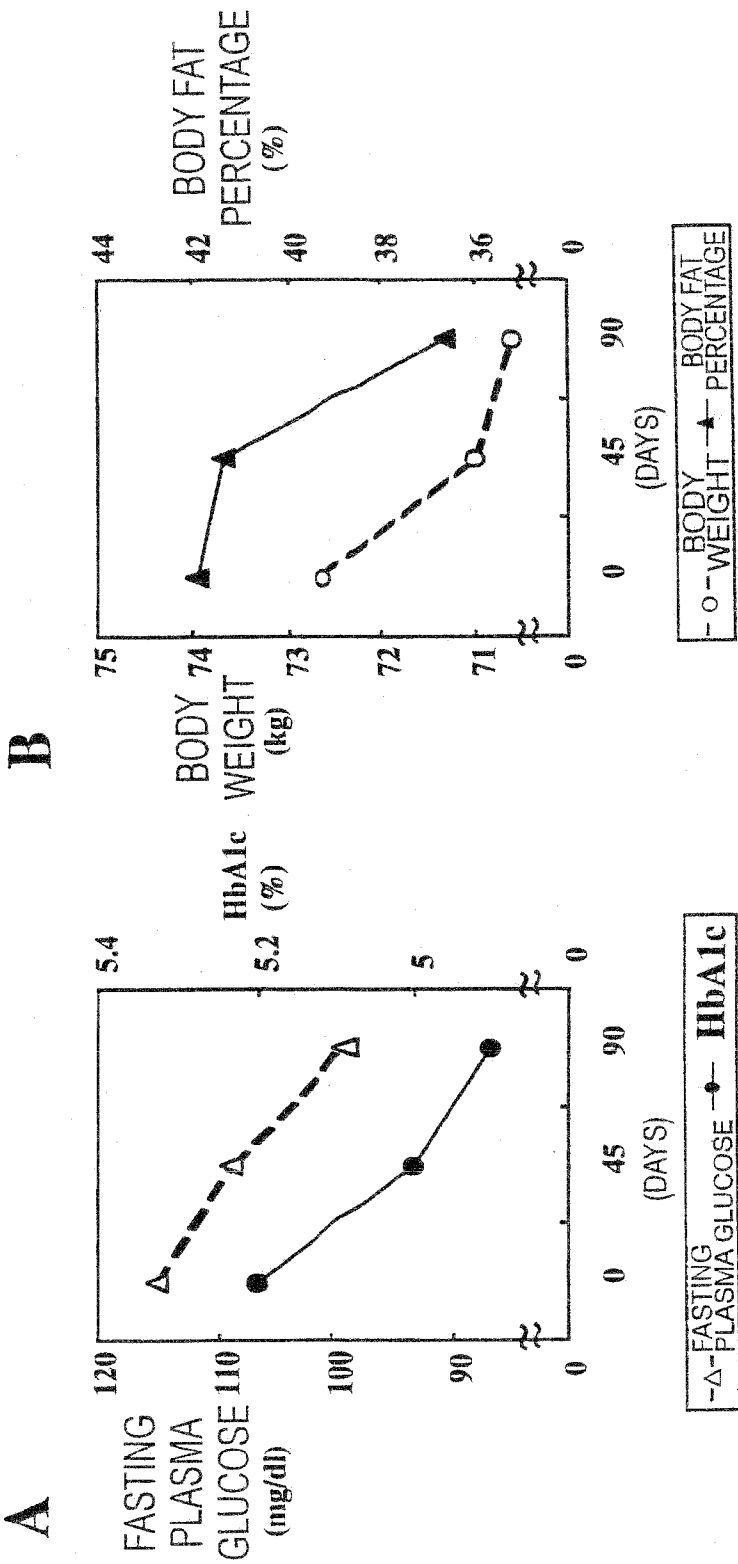 A
FASTING
PLASMA
GLUCOSE
(mg/dl)
120
110
100
90
0
HbA1c
(%)
5.4
5.2
5
0
0 45 90
(DAYS)
-△- FASTING
PLASMA GLUCOSE -●- HbA1c
B
BODY
WEIGHT
(kg)
75
74
73
72
71
0
BODY FAT
PERCENTAGE
(%)
44
42
40
38
36
0
0 45 90
(DAYS)
-○- BODY
WEIGHT -▲- BODY FAT
PERCENTAGE